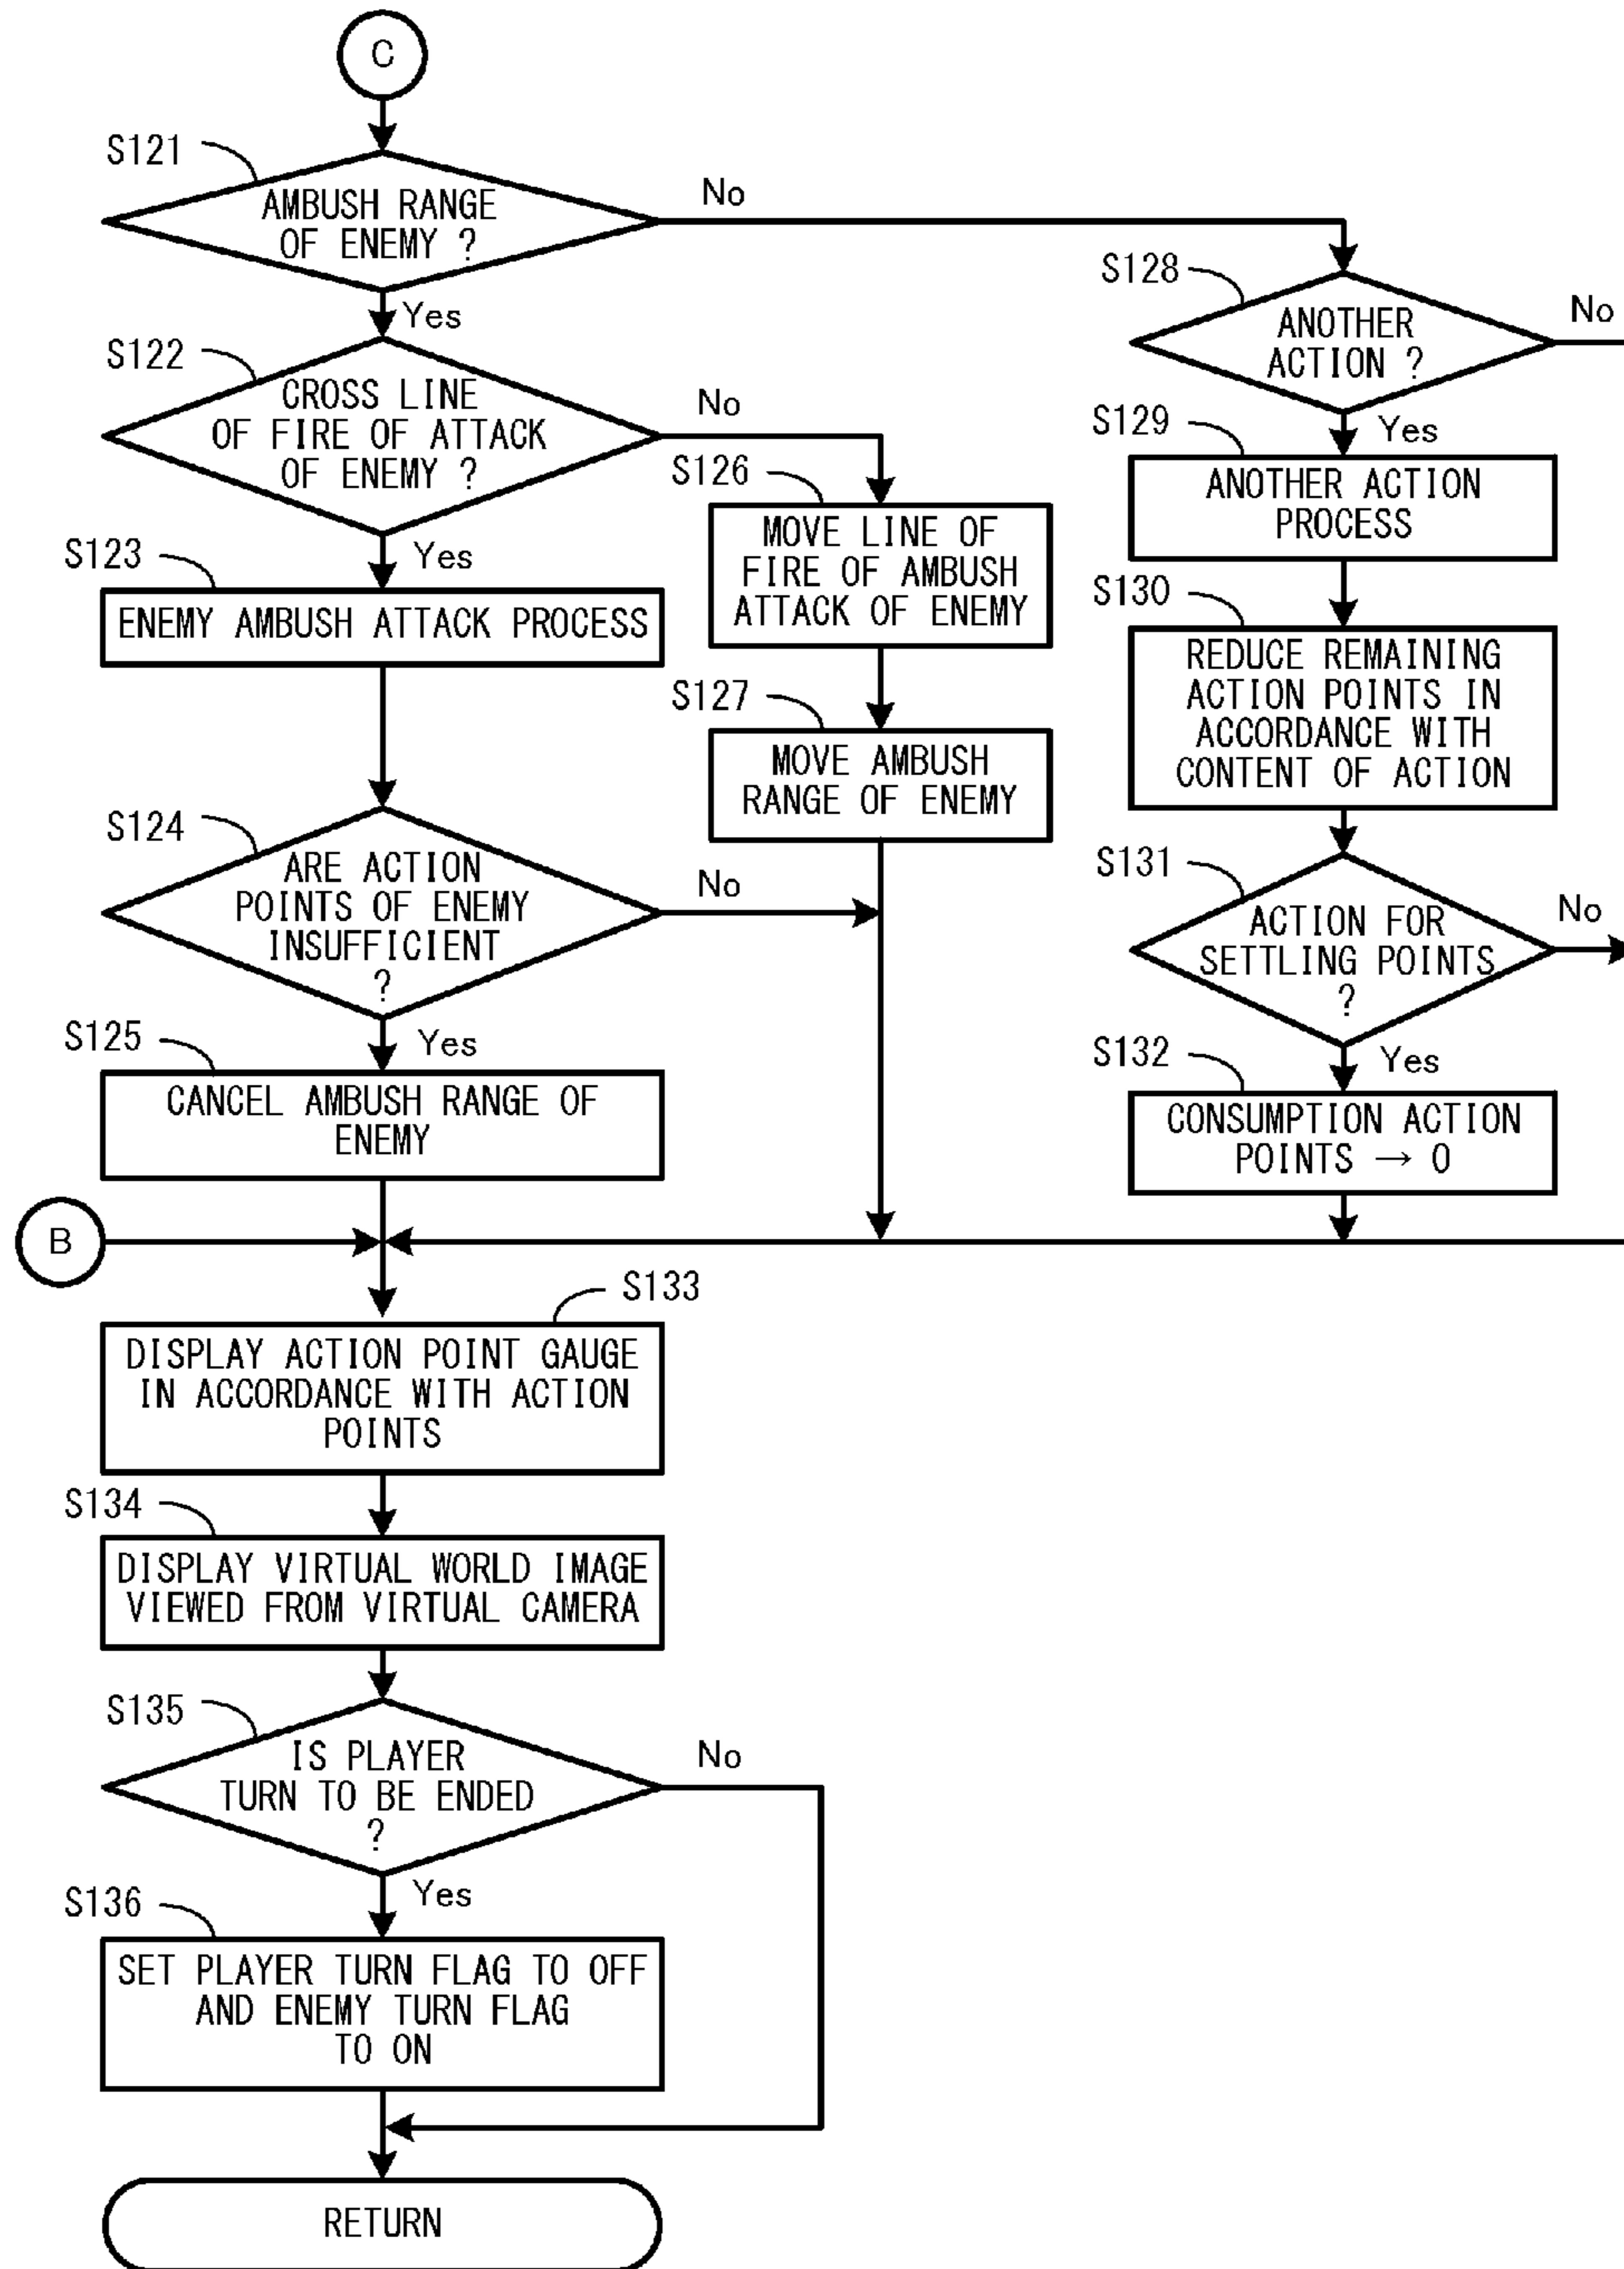 C
S121
AMBUSH RANGE
OF ENEMY ?
No
Yes
S122
CROSS LINE
OF FIRE OF ATTACK
OF ENEMY ?
No
Yes
S123
ENEMY AMBUSH ATTACK PROCESS
S124
ARE ACTION
POINTS OF ENEMY
INSUFFICIENT
?
No
Yes
S125
CANCEL AMBUSH RANGE OF
ENEMY
S126
MOVE LINE OF
FIRE OF AMBUSH
ATTACK OF ENEMY
S127
MOVE AMBUSH
RANGE OF ENEMY
S128
ANOTHER
ACTION ?
No
Yes
S129
ANOTHER ACTION
PROCESS
S130
REDUCE REMAINING
ACTION POINTS IN
ACCORDANCE WITH
CONTENT OF ACTION
S131
ACTION FOR
SETTLING POINTS
?
No
Yes
S132
CONSUMPTION ACTION
POINTS → 0
B
S133
DISPLAY ACTION POINT GAUGE
IN ACCORDANCE WITH ACTION
POINTS
S134
DISPLAY VIRTUAL WORLD IMAGE
VIEWED FROM VIRTUAL CAMERA
S135
IS PLAYER
TURN TO BE ENDED
?
No
Yes
S136
SET PLAYER TURN FLAG TO OFF
AND ENEMY TURN FLAG
TO ON
RETURN